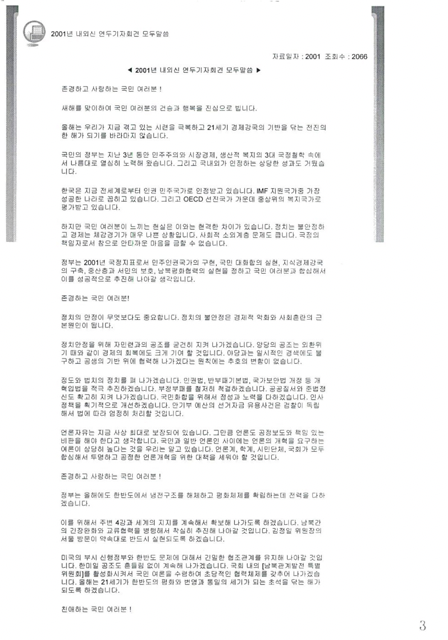 2001년 내외신 연두기자회견 모두말씀
자료일자 : 2001 조회수 : 2066
◀ 2001년 내외신 연두기자회견 모두말씀 ▶
존경하고 사랑하는 국민 여러분 !
새해를 맞이하여 국민 여러분의 건승과 행복을 진심으로 빕니다.
올해는 우리가 지금 겪고 있는 시련을 극복하고 21세기 경제강국의 기반을 닦는 전진의
한 해가 되기를 바라마지 않습니다.
국민의 정부는 지난 3년 동안 민주주의와 시장경제, 생산적 복지의 3대 국정철학 속에
서 나름대로 열심히 노력해 왔습니다. 그리고 국내외가 인정하는 상당한 성과도 거뒀습
니다.
한국은 지금 전세계로부터 인권 민주국가로 인정받고 있습니다. IMF 지원국가중 가장
성공한 나라로 꼽히고 있습니다. 그리고 OECD 선진국가 가운데 중상위의 복지국가로
평가받고 있습니다.
하지만 국민 여러분이 느끼는 현실은 이와는 현격한 차이가 있습니다. 정치는 불안정하
고 경제는 체감경기가 매우 나쁜 상황입니다. 사회적 소외계층 문제도 큽니다. 국정의
책임자로서 참으로 안타까운 마음을 금할 수 없습니다.
정부는 2001년 국정지표로서 민주인권국가의 구현, 국민 대화합의 실현, 지식경제강국
의 구축, 중산층과 서민의 보호, 남북평화협력의 실현을 정하고 국민 여러분과 합심해서
이를 성공적으로 추진해 나아갈 생각입니다.
존경하는 국민 여러분!
정치의 안정이 무엇보다도 중요합니다. 정치의 불안정은 경제적 악화와 사회혼란의 근
본원인이 됩니다.
정치안정을 위해 자민련과의 공조를 굳건히 지켜 나가겠습니다. 양당의 공조는 외환위
기 때와 같이 경제의 회복에도 크게 기여 할 것입니다. 야당과는 일시적인 경색에도 불
구하고 상생의 기반 위에 협력해 나가겠다는 원칙에는 추호의 변함이 없습니다.
정도와 법치의 정치를 펴 나가겠습니다. 인권법, 반부패기본법, 국가보안법 개정 등 개
혁입법을 적극 추진하겠습니다. 부정부패를 철저히 척결하겠습니다. 공공질서와 준법정
신도 확고히 지켜 나가겠습니다. 국민화합을 위해서 정성과 노력을 다하겠습니다. 인사
정책을 획기적으로 개선하겠습니다. 안기부 예산의 선거자금 유용사건은 검찰이 독립
해서 법에 따라 엄정히 처리할 것입니다.
언론자유는 지금 사상 최대로 보장되어 있습니다. 그만큼 언론도 공정보도와 책임 있는
비판을 해야 한다고 생각합니다. 국민과 일반 언론인 사이에는 언론의 개혁을 요구하는
여론이 상당히 높다는 것을 우리는 알고 있습니다. 언론계, 학계, 시민단체, 국회가 모두
합심해서 투명하고 공정한 언론개혁을 위한 대책을 세워야 할 것입니다.
존경하고 사랑하는 국민 여러분 !
정부는 올해에도 한반도에서 냉전구조를 해체하고 평화체제를 확립하는데 전력을 다하
겠습니다.
이를 위해서 주변 4강과 세계의 지지를 계속해서 확보해 나가도록 하겠습니다. 남북간
의 긴장완화와 교류협력을 병행해서 착실히 추진해 나아갈 것입니다. 김정일 위원장의
서울 방문이 약속대로 반드시 실현되도록 하겠습니다.
미국의 부시 신행정부와 한반도 문제에 대해서 긴밀한 협조관계를 유지해 나아갈 것입
니다. 한미일 공조도 흔들림 없이 계속해 나가겠습니다. 국회 내의 [남북관계발전 특별
위원회]를 활성화시켜서 국민 여론을 수렴하여 초당적인 협력체제를 갖추어 나가겠습
니다. 올해는 21세기가 한반도의 평화와 번영과 통일의 세기가 되는 초석을 닦는 해가
되도록 하겠습니다.
친애하는 국민 여러분 !
3